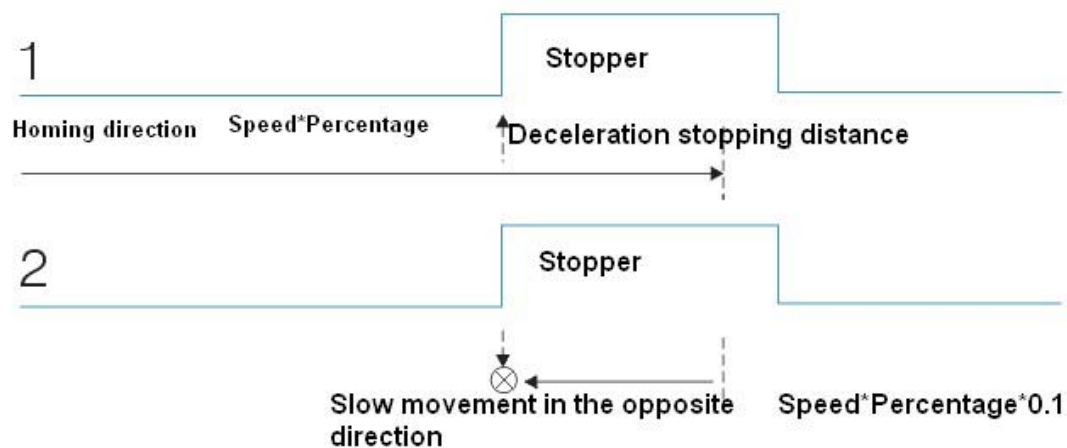 1
Stopper
Homing direction Speed*Percentage
Deceleration stopping distance
2
Stopper
Slow movement in the opposite
direction
Speed*Percentage*0.1